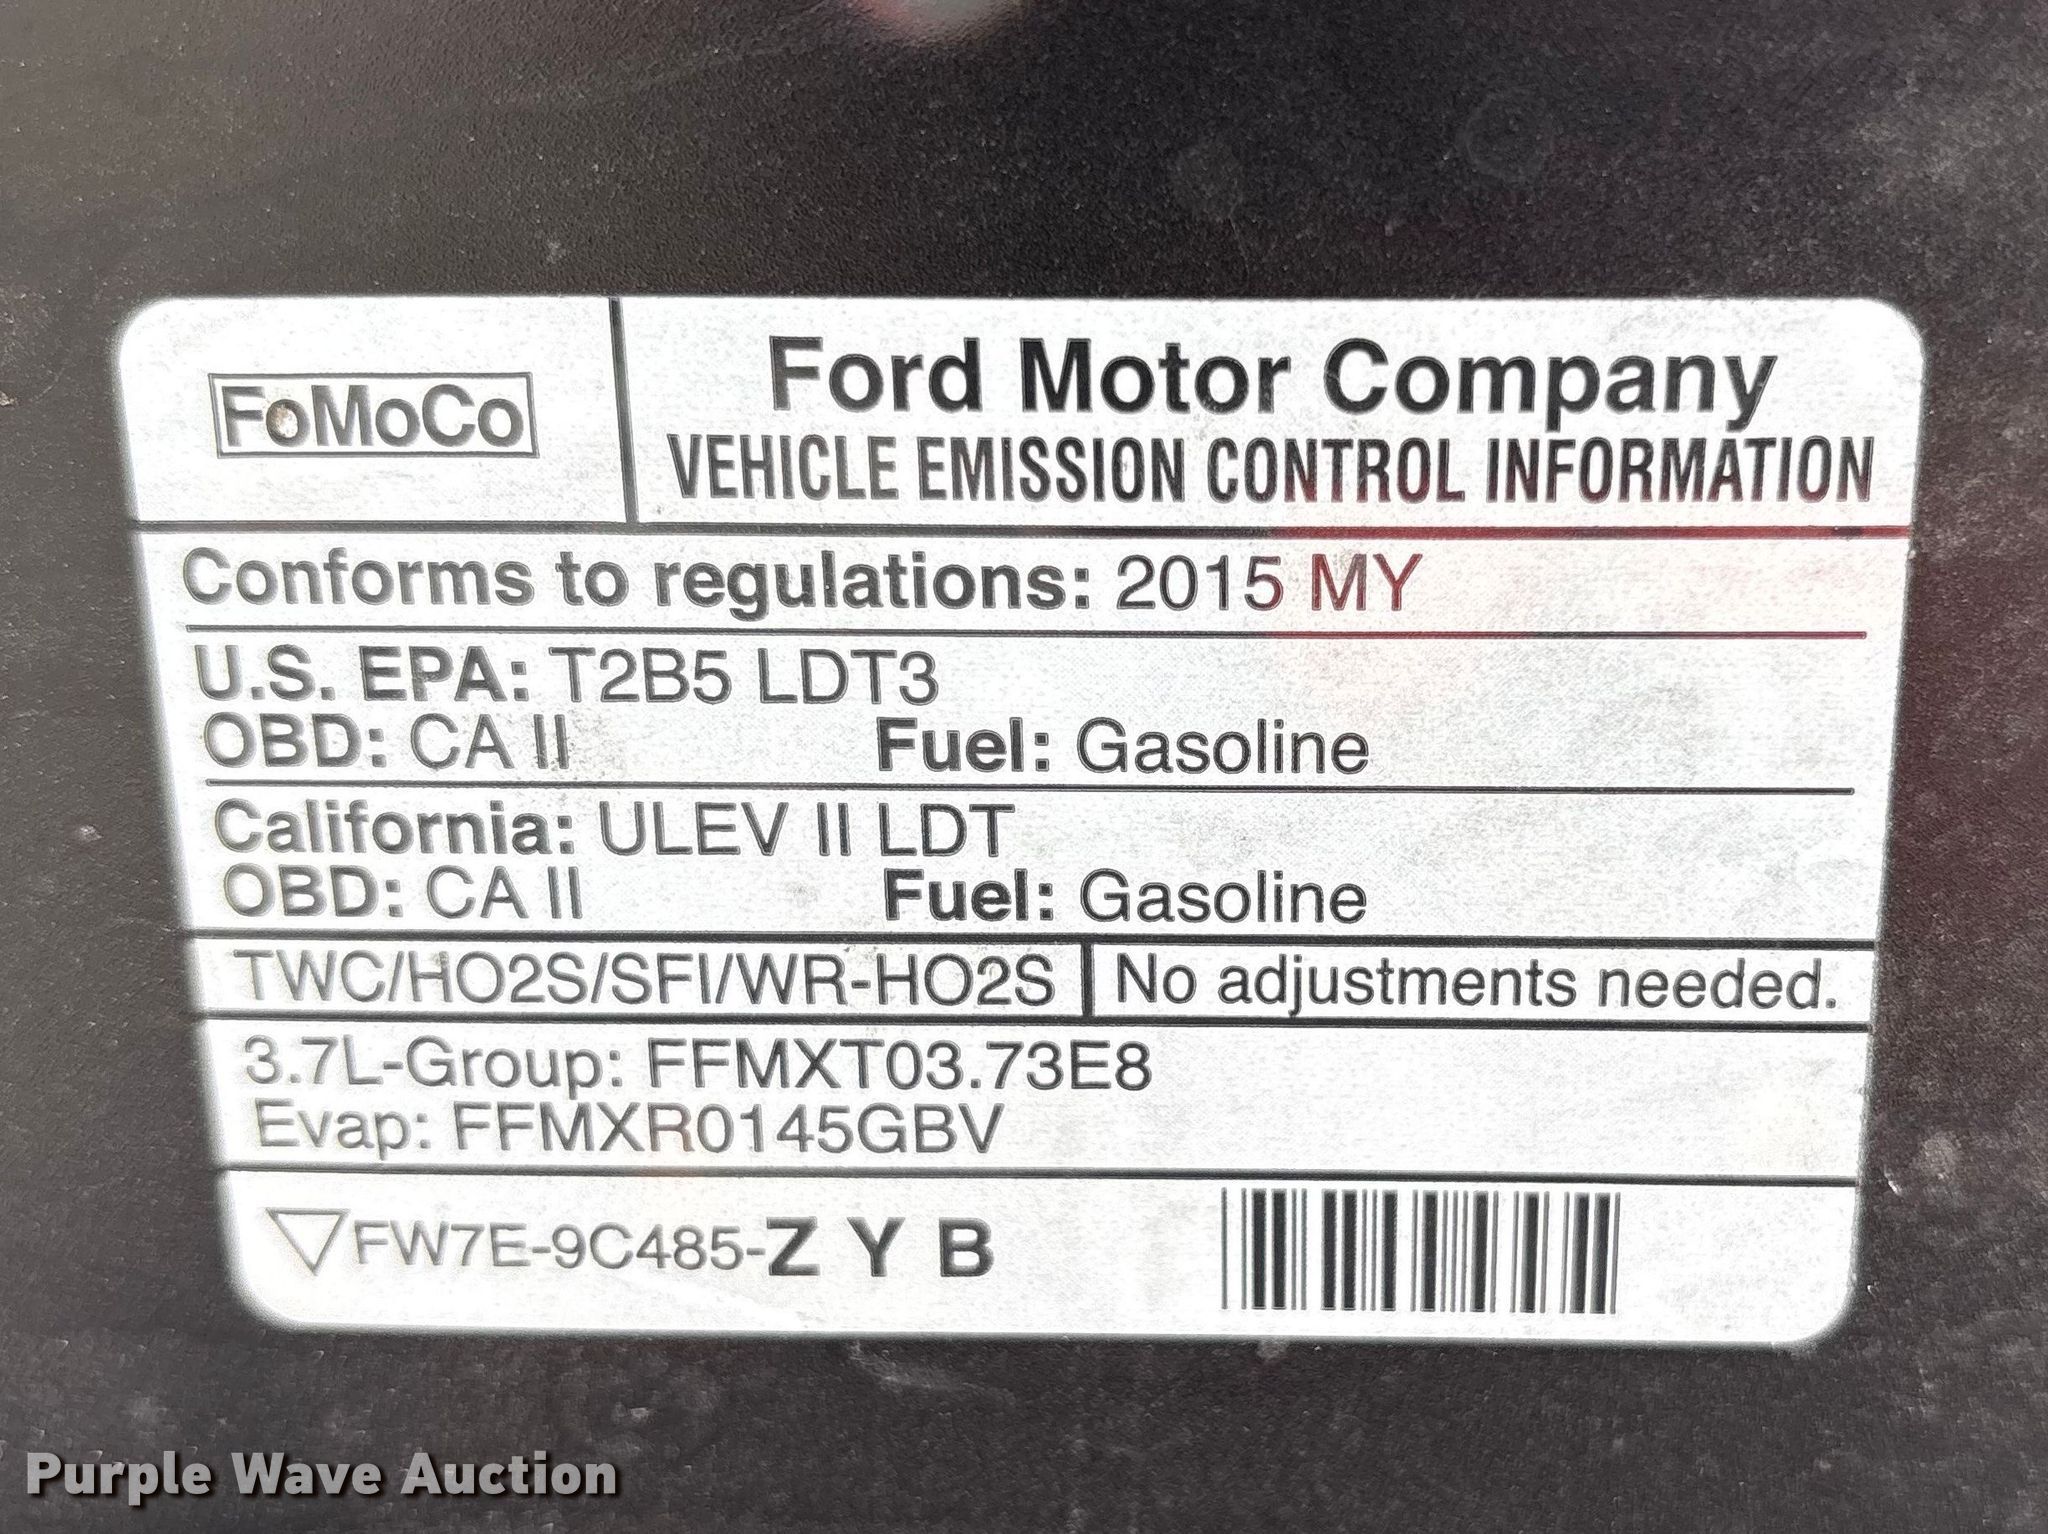 FoMoCo
Ford Motor Company
VEHICLE EMISSION CONTROL INFORMATION
Conforms to regulations: 2015 MY
U.S. EPA: T2B5 LDT3
OBD: CA II Fuel: Gasoline
California: ULEV II LDT
OBD: CA II Fuel: Gasoline
TWC/HO2S/SFI/WR-HO2S No adjustments needed.
3.7L-Group: FFMXT03.73E8
Evap: FFMXR0145GBV
FW7E-9C485-Z Y B
Purple Wave Auction